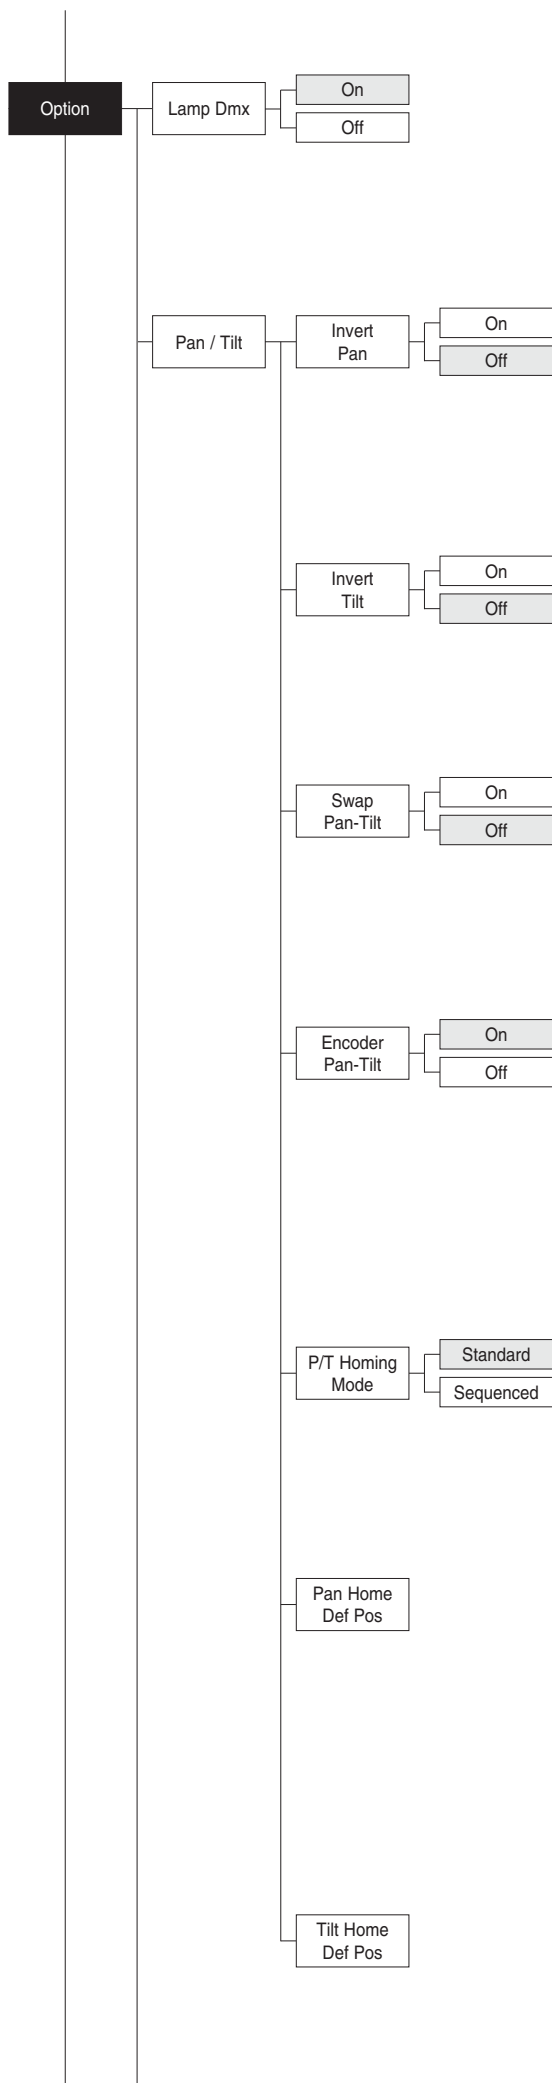 Option
Lamp Dmx
On
Off
Pan / Tilt
Invert
Pan
On
Off
Invert
Tilt
On
Off
Swap
Pan-Tilt
On
Off
Encoder
Pan-Tilt
On
Off
P/T Homing
Mode
Standard
Sequenced
Pan Home
Def Pos
Tilt Home
Def Pos